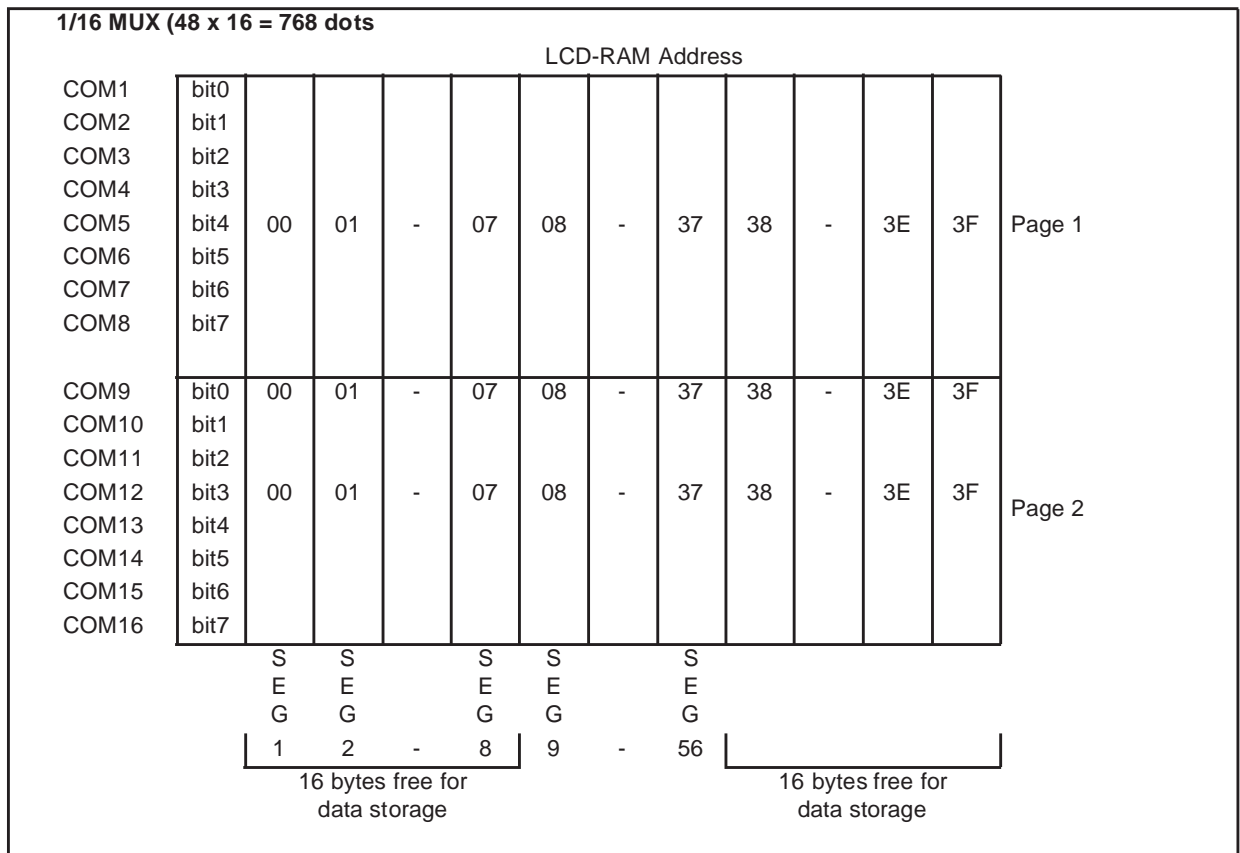 1/16 MUX (48 x 16 = 768 dots
LCD-RAM Address
COM1 bit0
COM2 bit1
COM3 bit2
COM4 bit3
COM5 bit4 00 01 - 07 08 - 37 38 - 3E 3F Page 1
COM6 bit5
COM7 bit6
COM8 bit7
COM9 bit0 00 01 - 07 08 - 37 38 - 3E 3F
COM10 bit1
COM11 bit2
COM12 bit3 00 01 - 07 08 - 37 38 - 3E 3F
Page 2
COM13 bit4
COM14 bit5
COM15 bit6
COM16 bit7
S S S S S
E E E E E
G G G G G
1 2 - 8 9 - 56
16 bytes free for 16 bytes free for
data storage data storage